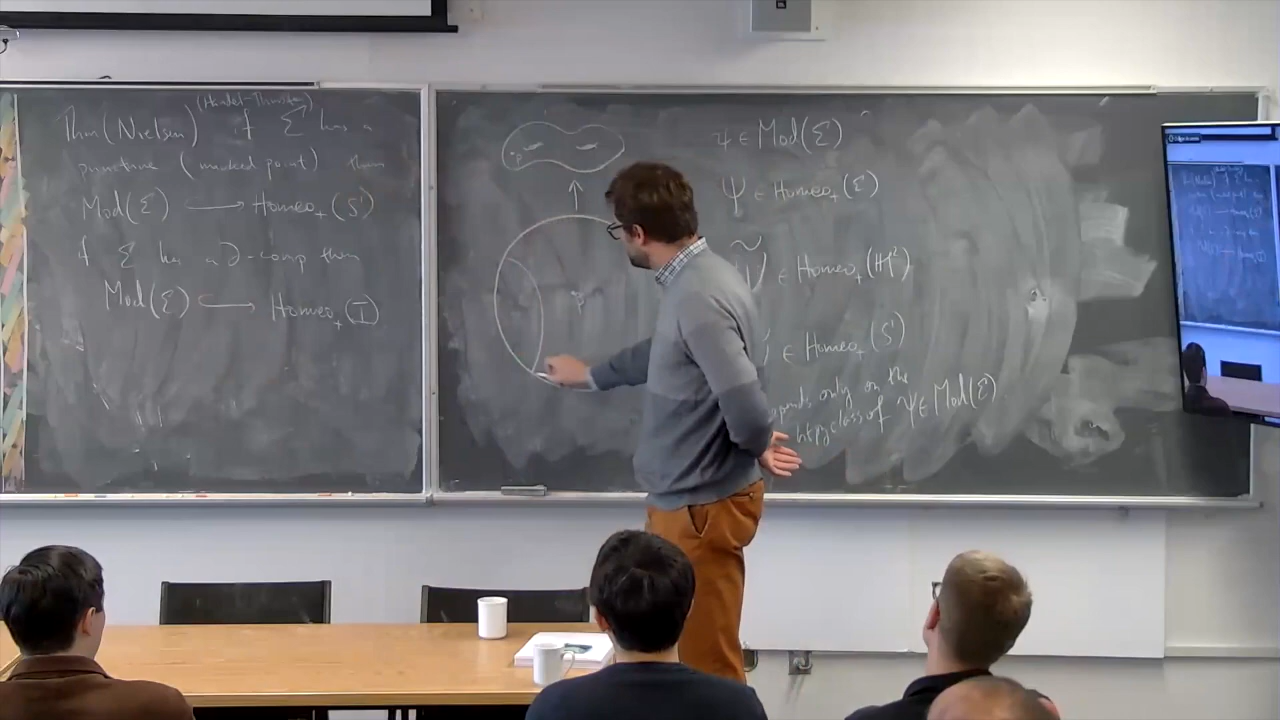 Thm (Nielsen) (Handel-Thurston) if Σ has a
puncture (marked point) then
Mod(Σ) ⟶ Homeo₊(S¹)
if Σ has a ∂-comp then
Mod(Σ) ⟶ Homeo₊(I)
p
p̃
ψ ∈ Mod(Σ)
Ψ ∈ Homeo₊(Σ)
Ψ̃ ∈ Homeo₊(ℍ²)
∈ Homeo₊(S¹)
only on the
htpy class of Ψ ∈ Mod(Σ)